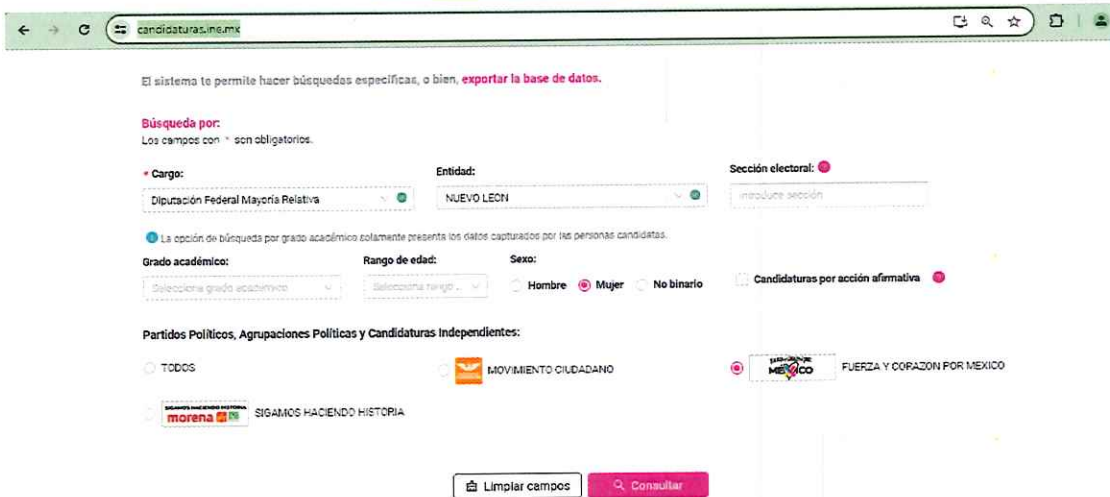 candidaturas.ine.mx
El sistema te permite hacer búsquedas específicas, o bien, exportar la base de datos.
Búsqueda por:
Los campos con * son obligatorios.
* Cargo: Entidad: Sección electoral:
Diputación Federal Mayoría Relativa NUEVO LEON Introduce sección
La opción de búsqueda por grado académico solamente presenta los datos capturados por las personas candidatas.
Grado académico: Rango de edad: Sexo:
Selecciona grado académico Selecciona rango ... Hombre Mujer No binario Candidaturas por acción afirmativa
Partidos Políticos, Agrupaciones Políticas y Candidaturas Independientes:
TODOS MOVIMIENTO CIUDADANO MEXICO FUERZA Y CORAZON POR MEXICO
SIGAMOS HACIENDO HISTORIA
morena SIGAMOS HACIENDO HISTORIA
Limpiar campos Consultar